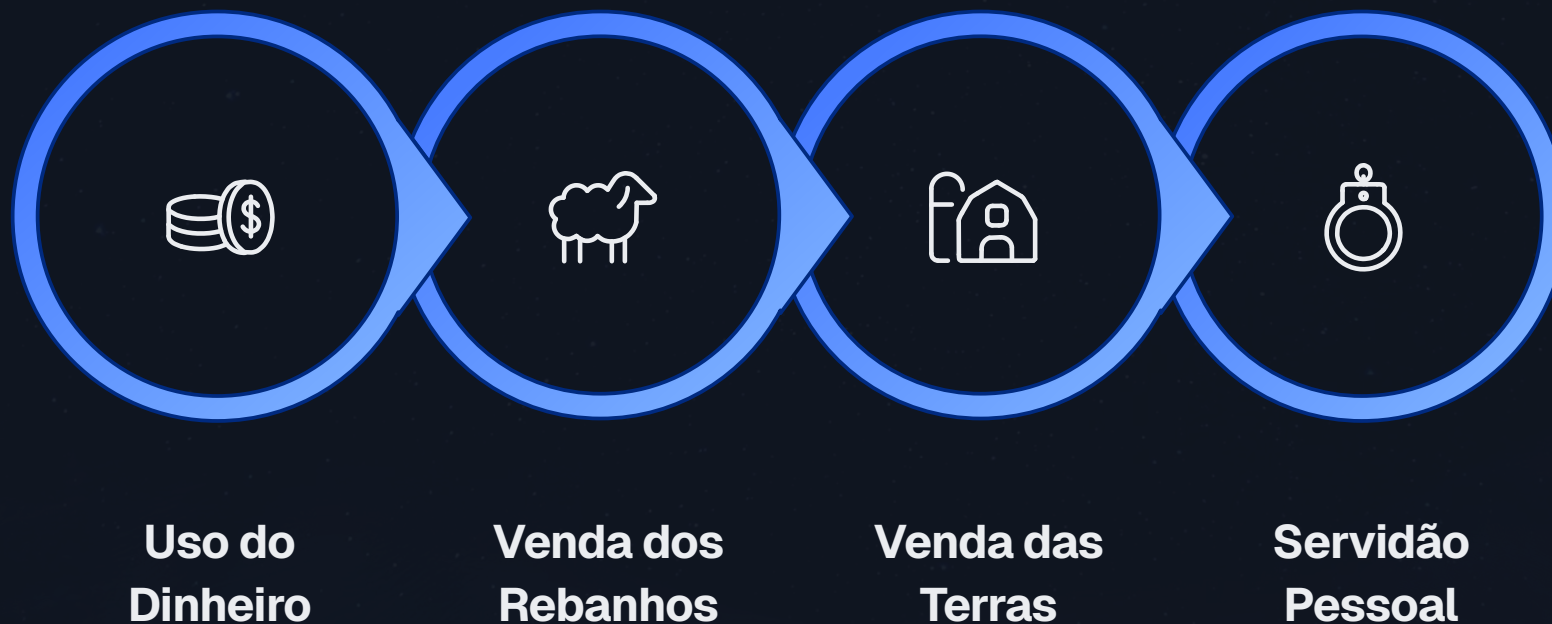 Uso do
Dinheiro
Venda dos
Rebanhos
Venda das
Terras
Servidão
Pessoal